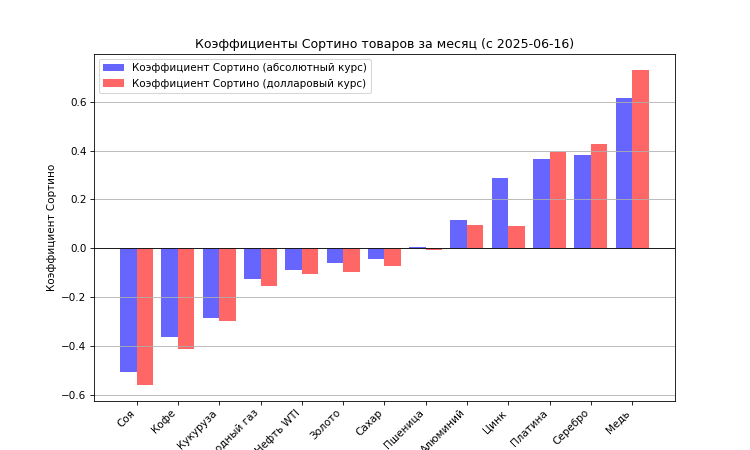 Коэффициенты Сортино товаров за месяц (с 2025-06-16)
Коэффициент Сортино (абсолютный курс)
Коэффициент Сортино (долларовый курс)
Коэффициент Сортино
0.6
0.4
0.2
0.0
−0.2
−0.4
−0.6
Соя
Кофе
Кукуруза
газ
Нефть WTI
Золото
Сахар
Пшеница
Алюминий
Цинк
Платина
Серебро
Медь